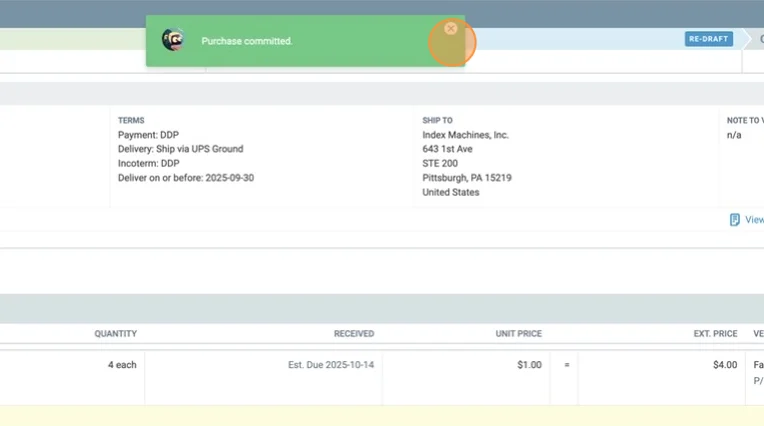 Purchase committed.
RE-DRAFT
TERMS
Payment: DDP
Delivery: Ship via UPS Ground
Incoterm: DDP
Deliver on or before: 2025-09-30
SHIP TO
Index Machines, Inc.
643 1st Ave
STE 200
Pittsburgh, PA 15219
United States
NOTE TO V
n/a
View
QUANTITY RECEIVED UNIT PRICE EXT. PRICE VE
4 each Est. Due 2025-10-14 $1.00 = $4.00 Fa
P/